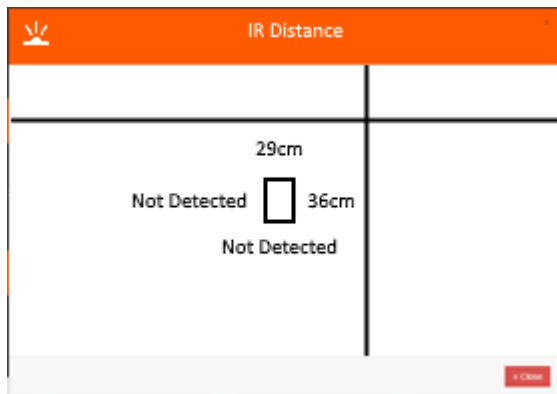 IR Distance
29cm
Not Detected
36cm
Not Detected
× Close